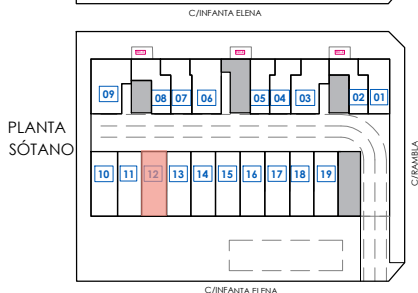 C/INFANTA ELENA
09 08 07 06 05 04 03 02 01
PLANTA
SÓTANO
10 11 12 13 14 15 16 17 18 19
C/RAMBLA
C/INFANTA ELENA